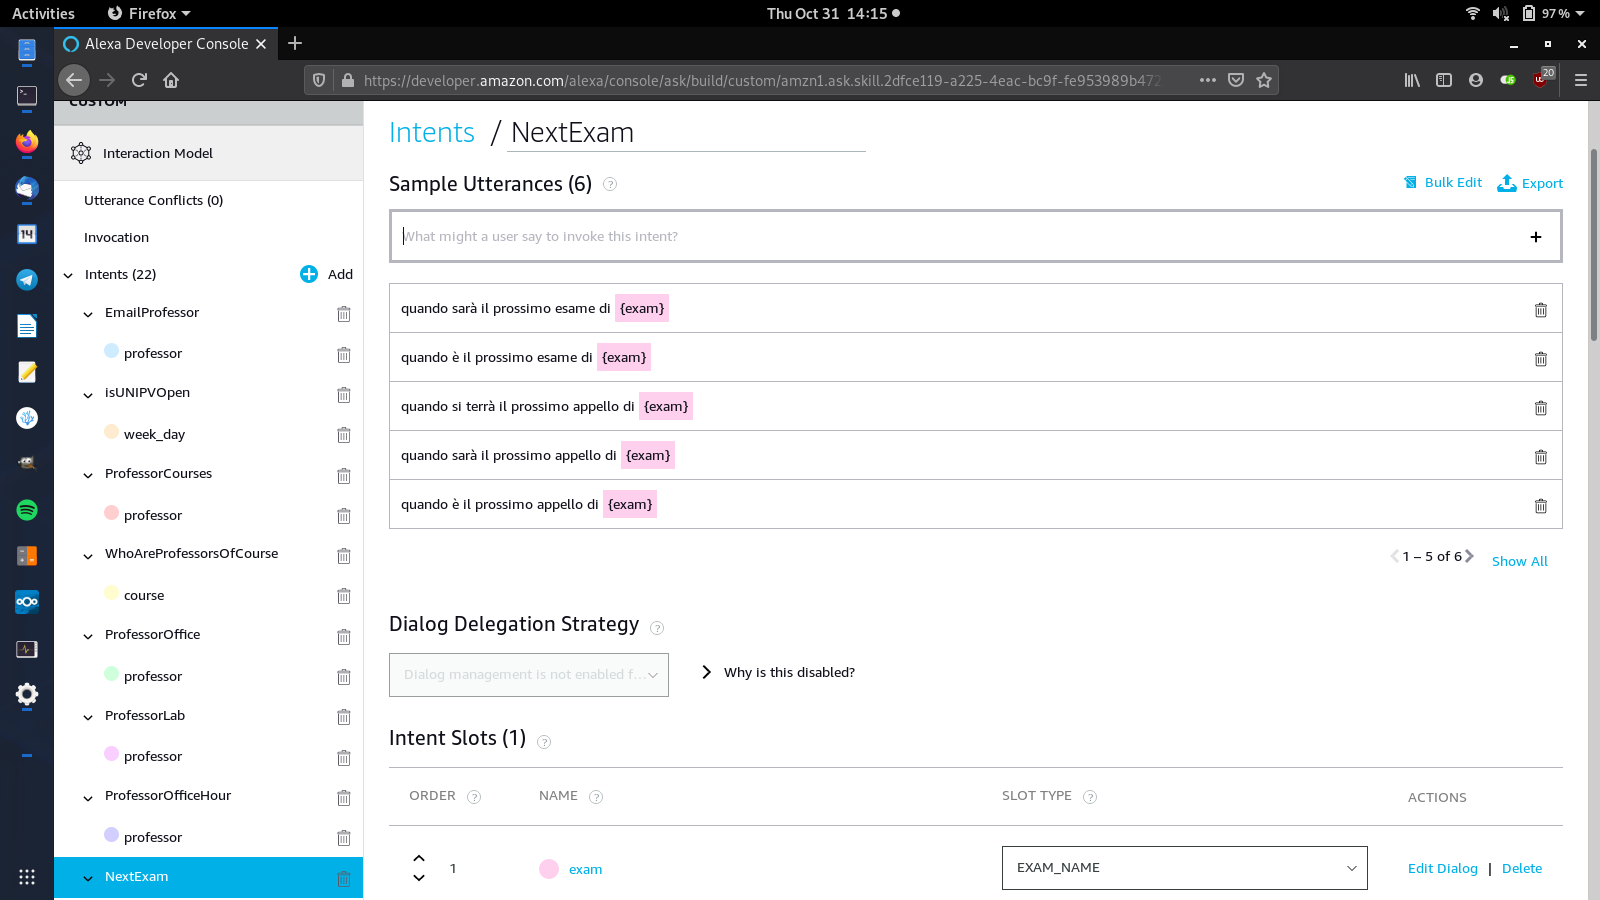 Activities
Firefox
Thu Oct 31 14:15
97 %
Alexa Developer Console
https://developer.amazon.com/alexa/console/ask/build/custom/amzn1.ask.skill.2dfce119-a225-4eac-bc9f-fe953989b472
20
CUSTOM
Interaction Model
Utterance Conflicts (0)
Invocation
Intents (22)
Add
EmailProfessor
professor
isUNIPVOpen
week_day
ProfessorCourses
professor
WhoAreProfessorsOfCourse
course
ProfessorOffice
professor
ProfessorLab
professor
ProfessorOfficeHour
professor
NextExam
Intents / NextExam
Sample Utterances (6) ?
Bulk Edit
Export
What might a user say to invoke this intent?
quando sarà il prossimo esame di {exam}
quando è il prossimo esame di {exam}
quando si terrà il prossimo appello di {exam}
quando sarà il prossimo appello di {exam}
quando è il prossimo appello di {exam}
1 – 5 of 6
Show All
Dialog Delegation Strategy ?
Dialog management is not enabled f...
Why is this disabled?
Intent Slots (1) ?
ORDER ? NAME ? SLOT TYPE ? ACTIONS
1 exam EXAM_NAME Edit Dialog | Delete
14